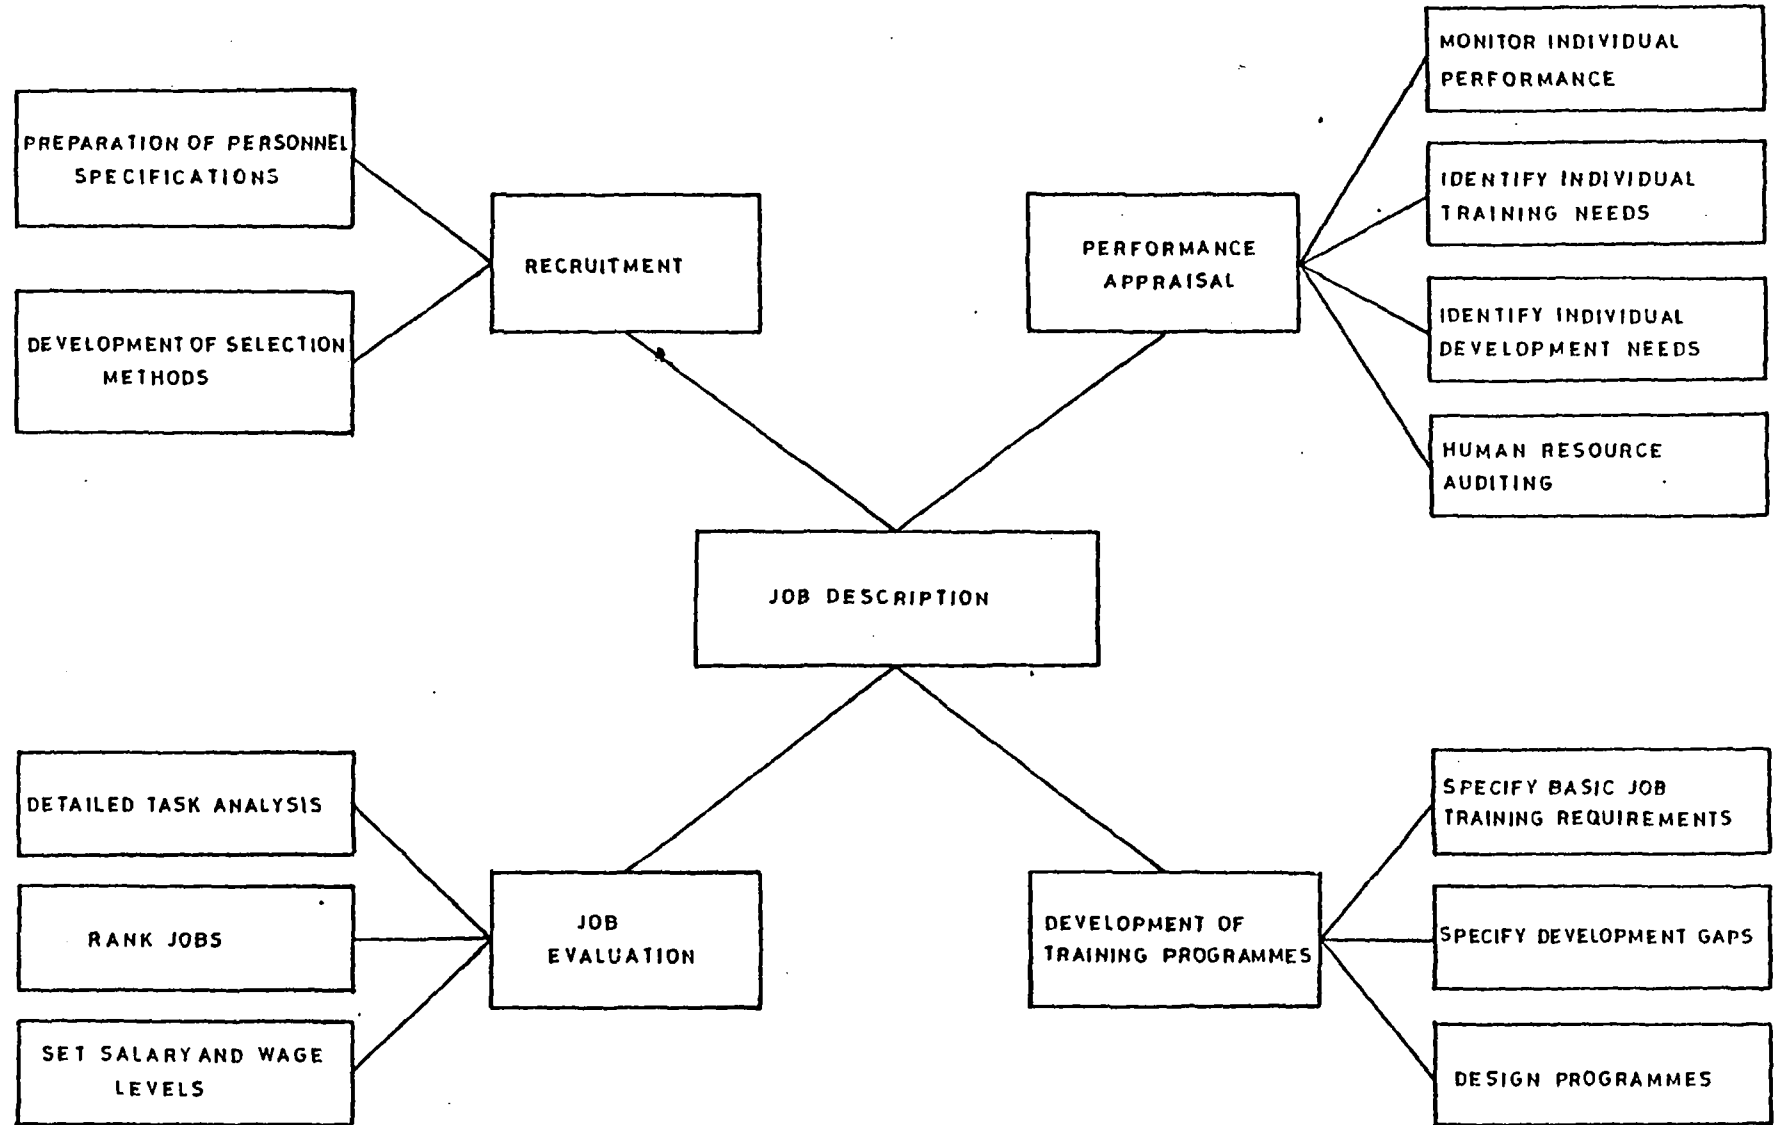 PREPARATION OF PERSONNEL
SPECIFICATIONS
DEVELOPMENT OF SELECTION
METHODS
RECRUITMENT
PERFORMANCE
APPRAISAL
MONITOR INDIVIDUAL
PERFORMANCE
IDENTIFY INDIVIDUAL
TRAINING NEEDS
IDENTIFY INDIVIDUAL
DEVELOPMENT NEEDS
HUMAN RESOURCE
AUDITING
JOB DESCRIPTION
DETAILED TASK ANALYSIS
RANK JOBS
SET SALARY AND WAGE
LEVELS
JOB
EVALUATION
DEVELOPMENT OF
TRAINING PROGRAMMES
SPECIFY BASIC JOB
TRAINING REQUIREMENTS
SPECIFY DEVELOPMENT GAPS
DESIGN PROGRAMMES